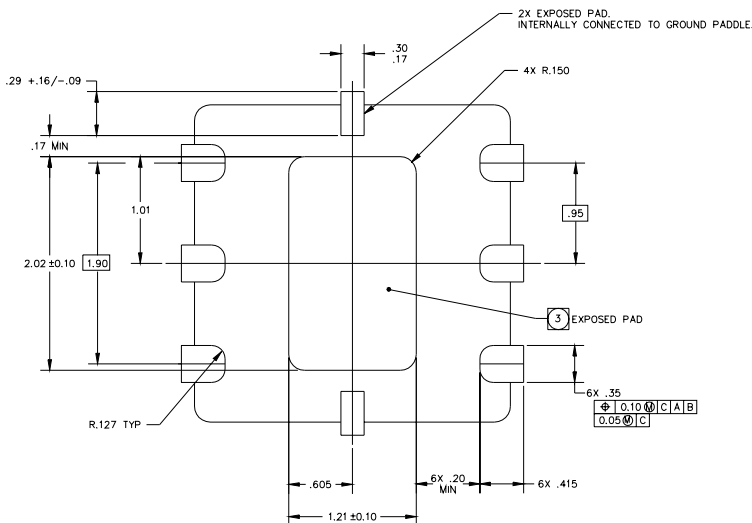 2X EXPOSED PAD.
INTERNALLY CONNECTED TO GROUND PADDLE.
.30
.17
4X R.150
.29 +.16/-.09
.17 MIN
1.01
.95
2.02 ±0.10
1.90
3 EXPOSED PAD
6X .35
⌖ 0.10 Ⓜ C A B
0.05 Ⓜ C
R.127 TYP
.605
6X .20
MIN
6X .415
1.21 ±0.10